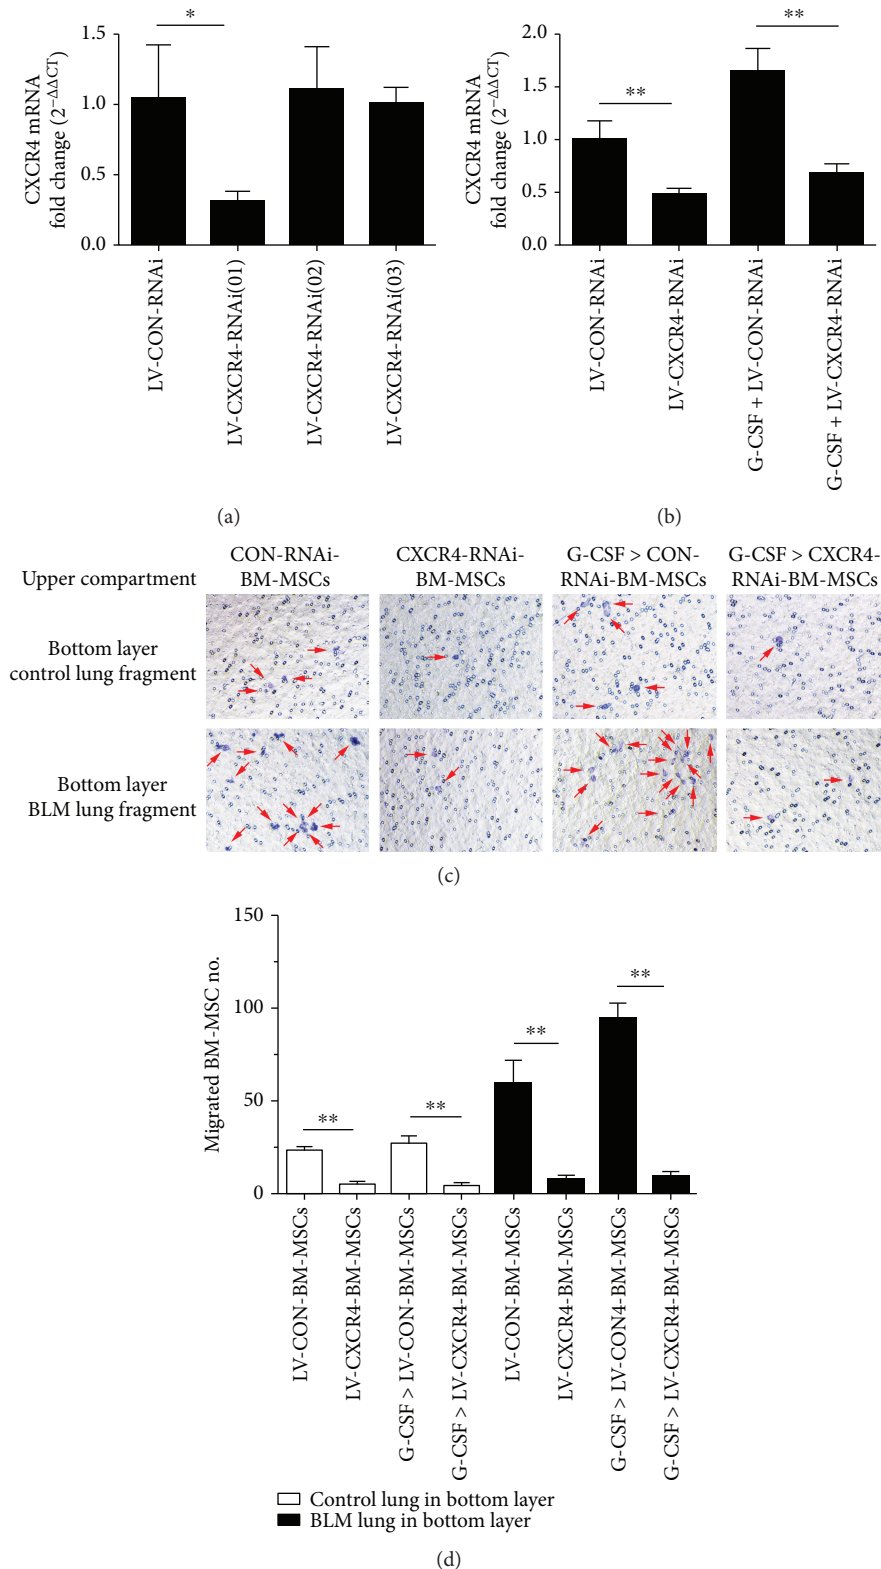 *
CXCR4 mRNA
fold change (2−ΔΔCT)
1.5
1.0
0.5
0.0
LV-CON-RNAi
LV-CXCR4-RNAi(01)
LV-CXCR4-RNAi(02)
LV-CXCR4-RNAi(03)
(a)
**
**
CXCR4 mRNA
fold change (2−ΔΔCT)
2.0
1.5
1.0
0.5
0.0
LV-CON-RNAi
LV-CXCR4-RNAi
G-CSF + LV-CON-RNAi
G-CSF + LV-CXCR4-RNAi
(b)
Upper compartment
CON-RNAi-
BM-MSCs
CXCR4-RNAi-
BM-MSCs
G-CSF > CON-
RNAi-BM-MSCs
G-CSF > CXCR4-
RNAi-BM-MSCs
Bottom layer
control lung fragment
Bottom layer
BLM lung fragment
(c)
Migrated BM-MSC no.
150
100
50
0
**
**
**
**
LV-CON-BM-MSCs
LV-CXCR4-BM-MSCs
G-CSF > LV-CON-BM-MSCs
G-CSF > LV-CXCR4-BM-MSCs
LV-CON-BM-MSCs
LV-CXCR4-BM-MSCs
G-CSF > LV-CON4-BM-MSCs
G-CSF > LV-CXCR4-BM-MSCs
Control lung in bottom layer
BLM lung in bottom layer
(d)